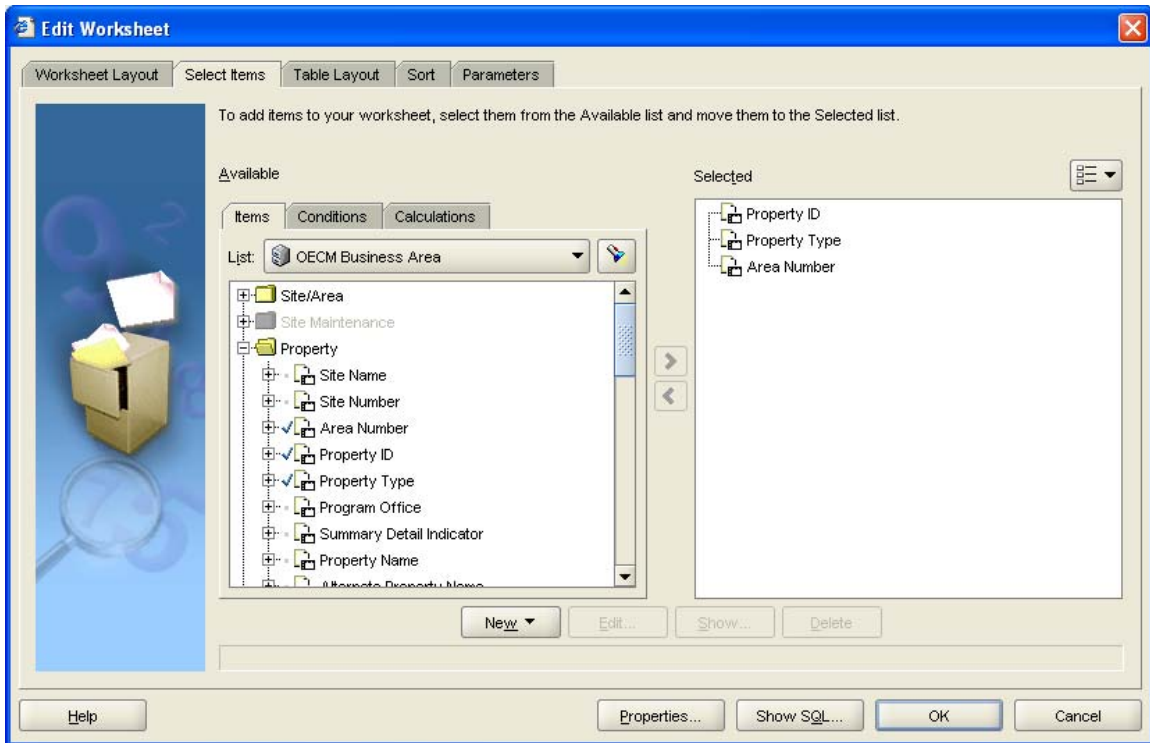 Edit Worksheet
Worksheet Layout Select Items Table Layout Sort Parameters
To add items to your worksheet, select them from the Available list and move them to the Selected list.
Available
Items Conditions Calculations
List: OECM Business Area
Site/Area
Site Maintenance
Property
Site Name
Site Number
Area Number
Property ID
Property Type
Program Office
Summary Detail Indicator
Property Name
Alternate Property Name
Selected
Property ID
Property Type
Area Number
New Edit... Show... Delete
Help Properties... Show SQL... OK Cancel